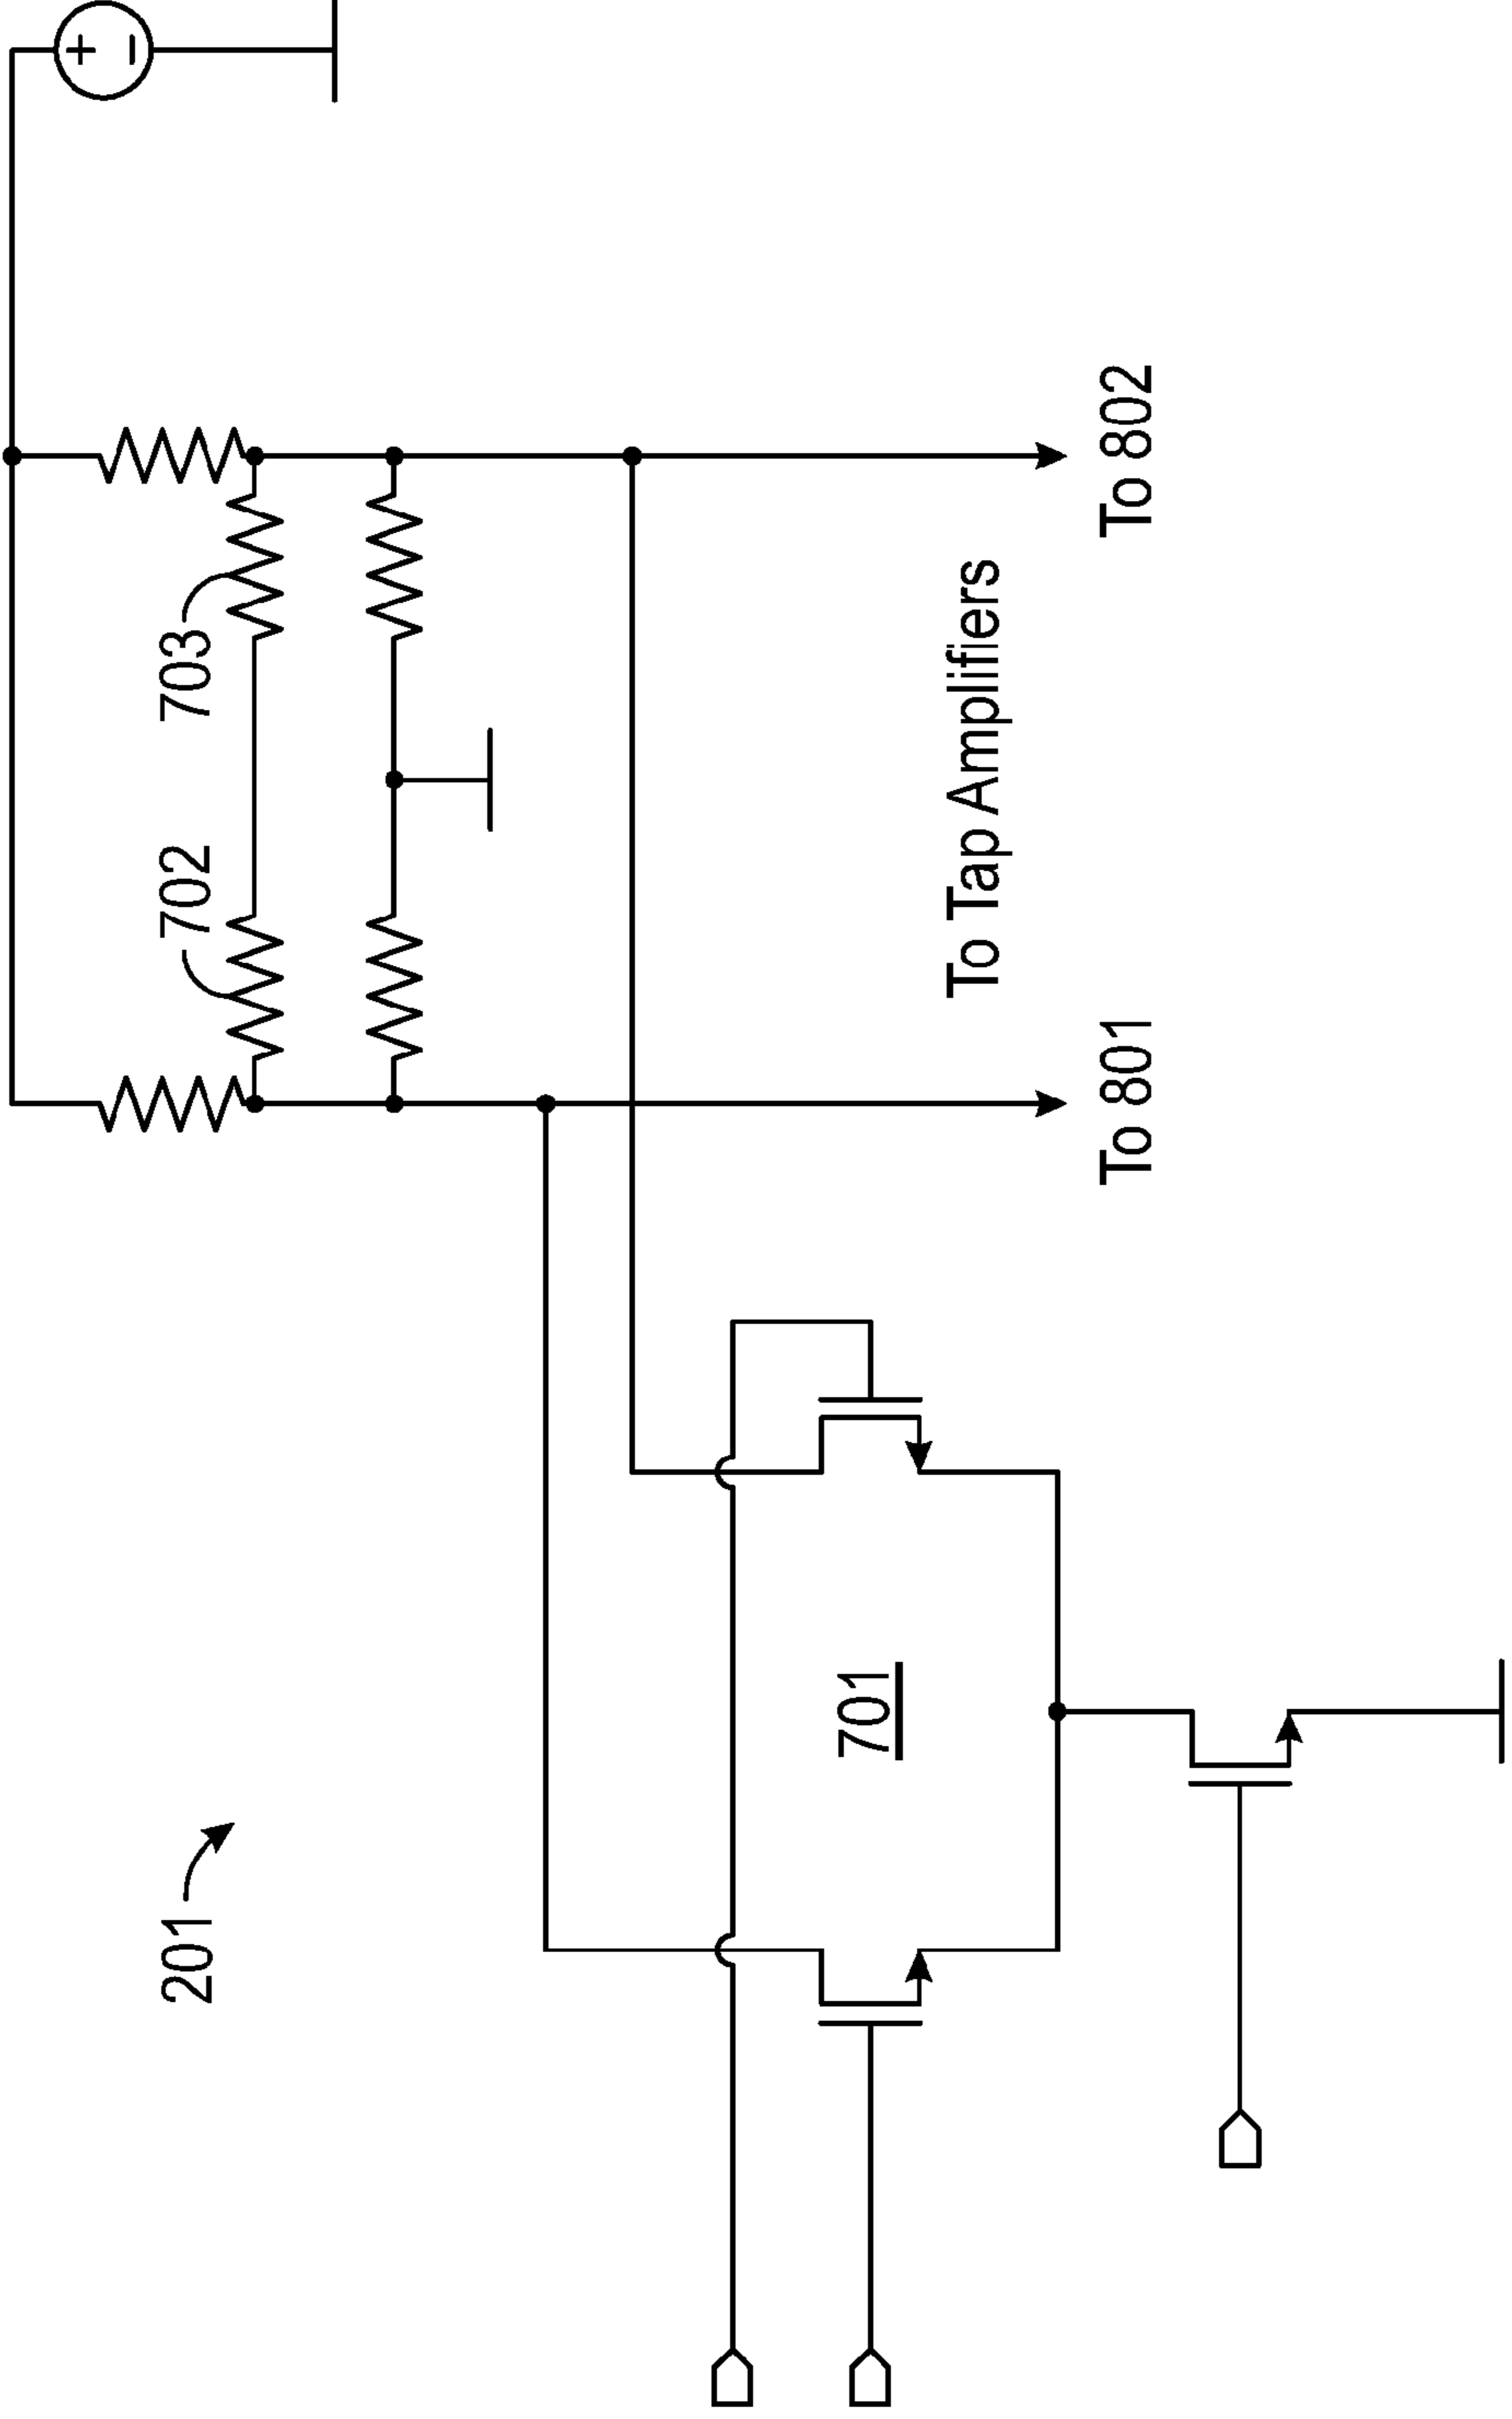 201
702
703
701
To Tap Amplifiers
To 801
To 802
+
−